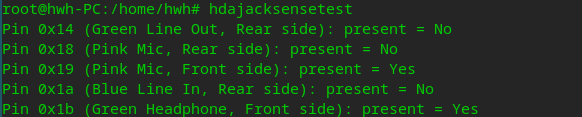 root@hwh-PC:/home/hwh# hdajacksensetest
Pin 0x14 (Green Line Out, Rear side): present = No
Pin 0x18 (Pink Mic, Rear side): present = No
Pin 0x19 (Pink Mic, Front side): present = Yes
Pin 0x1a (Blue Line In, Rear side): present = No
Pin 0x1b (Green Headphone, Front side): present = Yes